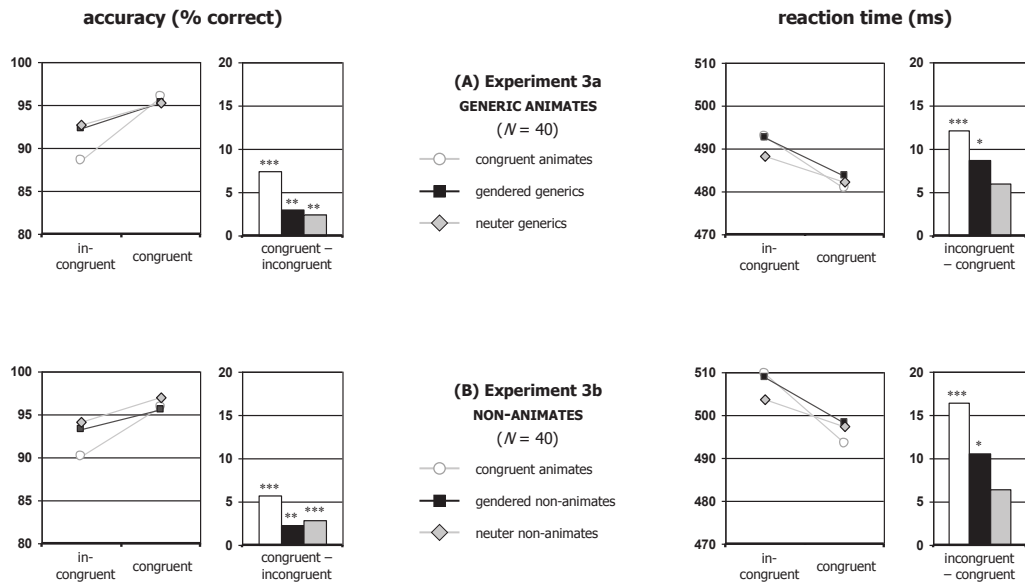 accuracy (% correct)
reaction time (ms)
100
95
90
85
80
in-
congruent
congruent
20
15
10
5
0
***
**
**
congruent –
incongruent
(A) Experiment 3a
GENERIC ANIMATES
(N = 40)
congruent animates
gendered generics
neuter generics
510
500
490
480
470
in-
congruent
congruent
20
15
10
5
0
***
*
incongruent
– congruent
100
95
90
85
80
in-
congruent
congruent
20
15
10
5
0
***
**
***
congruent –
incongruent
(B) Experiment 3b
NON-ANIMATES
(N = 40)
congruent animates
gendered non-animates
neuter non-animates
510
500
490
480
470
in-
congruent
congruent
20
15
10
5
0
***
*
incongruent
– congruent